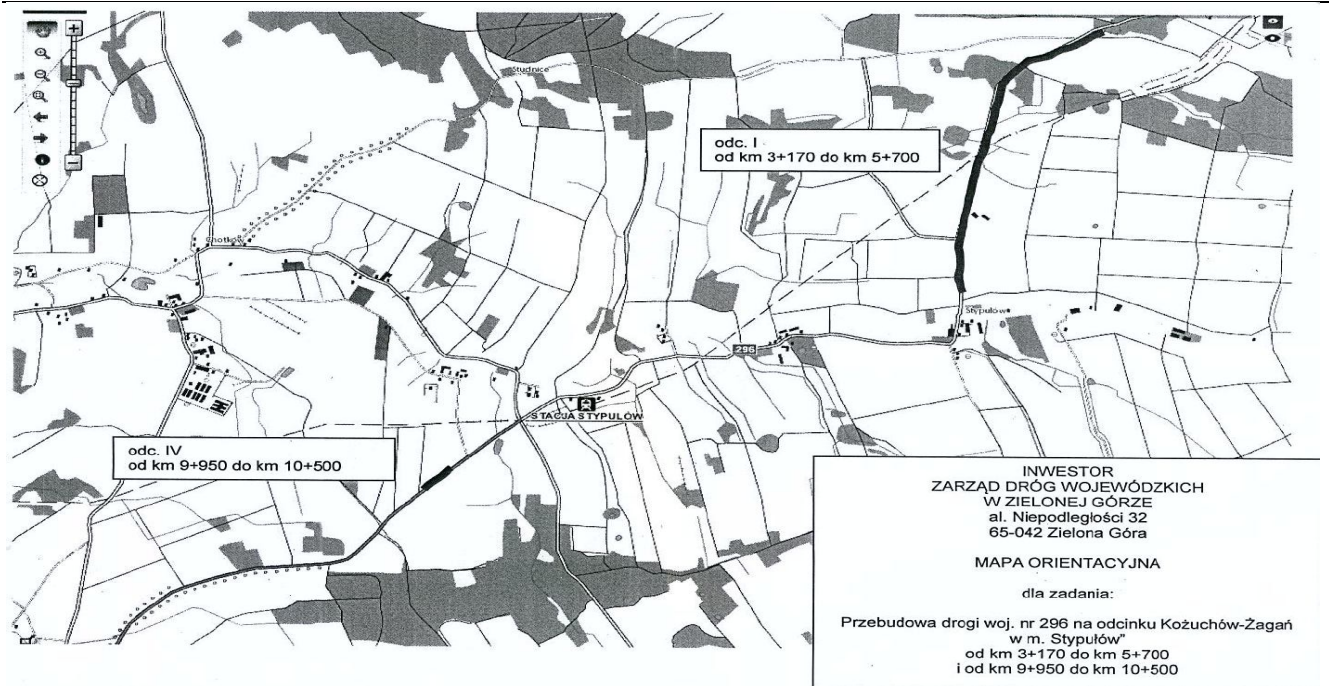 Studnice
odc. I
od km 3+170 do km 5+700
Chotków
Stypułów
296
STACJA STYPUŁÓW
odc. IV
od km 9+950 do km 10+500
INWESTOR
ZARZĄD DRÓG WOJEWÓDZKICH
W ZIELONEJ GÓRZE
al. Niepodległości 32
65-042 Zielona Góra
MAPA ORIENTACYJNA
dla zadania:
Przebudowa drogi woj. nr 296 na odcinku Kożuchów-Żagań
w m. Stypułów"
od km 3+170 do km 5+700
i od km 9+950 do km 10+500